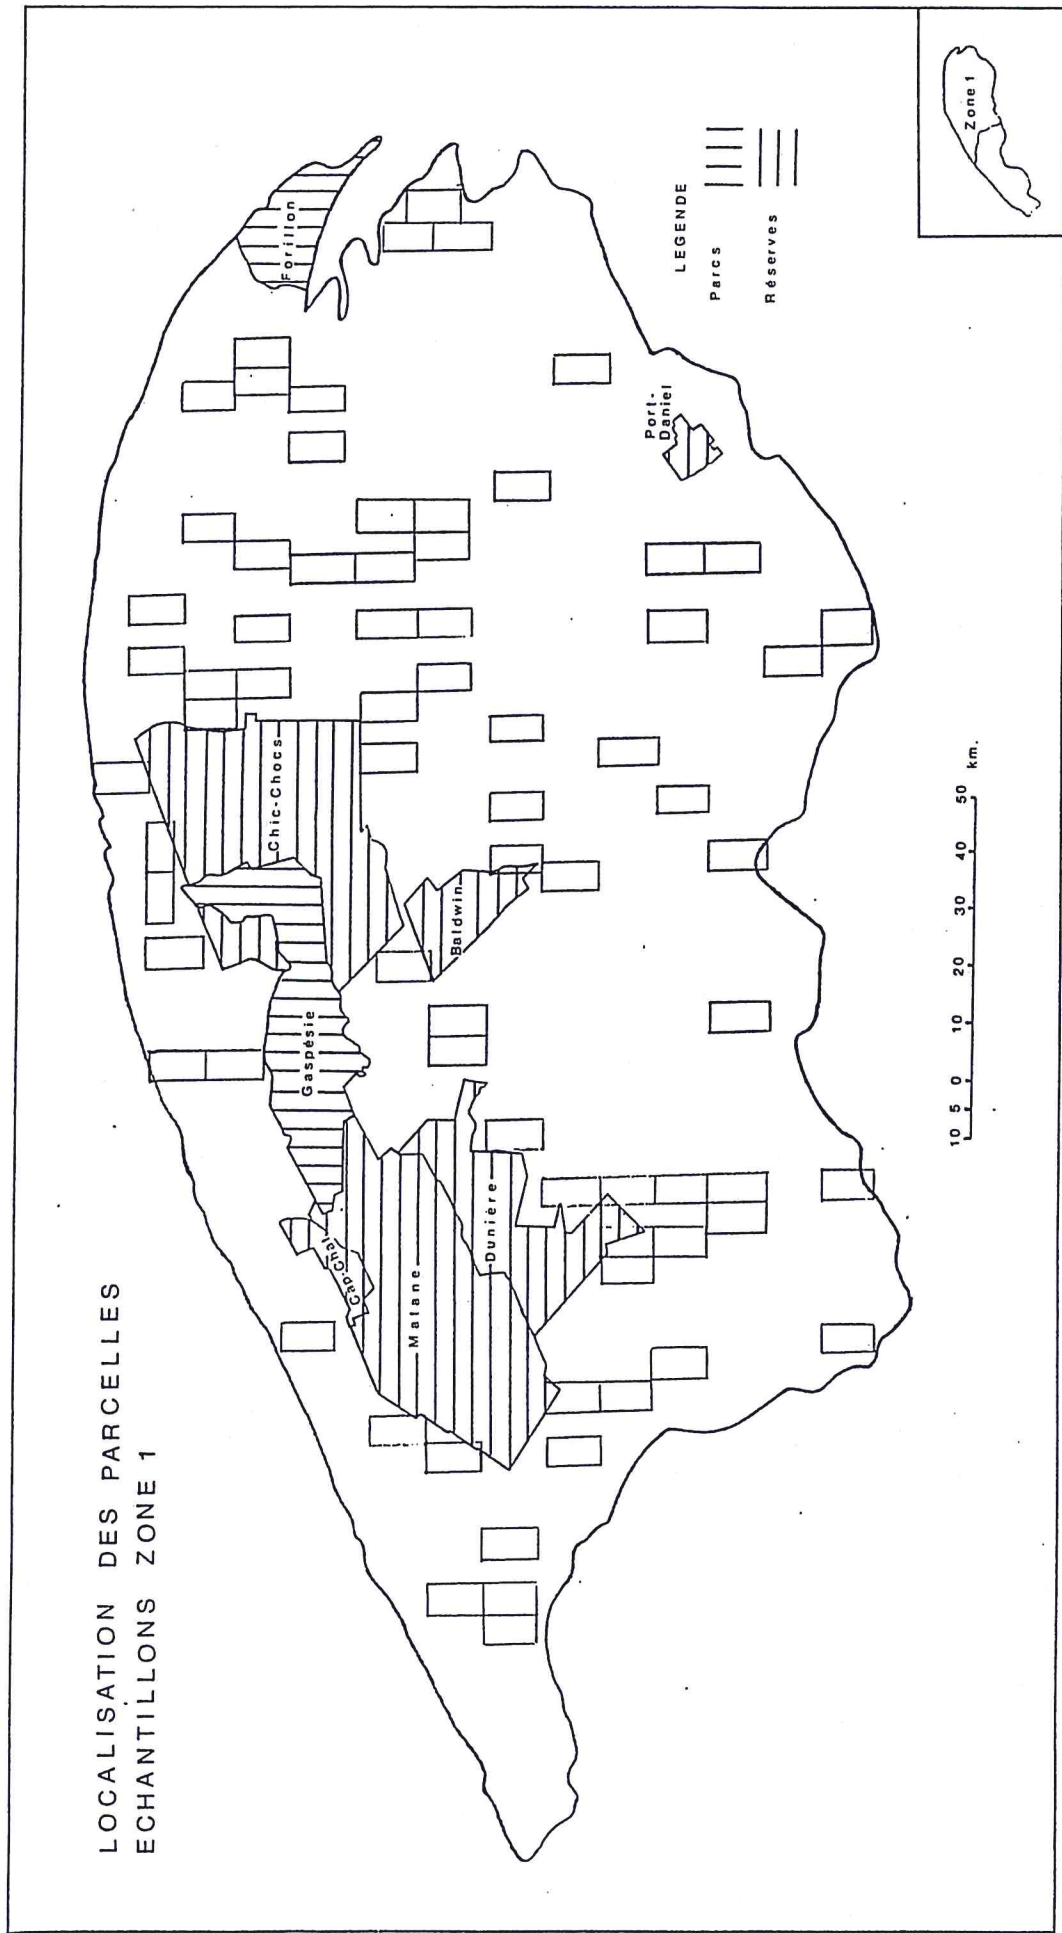 LOCALISATION DES PARCELLES
ECHANTILLONS ZONE 1
Cap-Chat
Matane
Dunière
Gaspésie
Chic-Chocs
Baldwin
Forillon
Port-
Daniel
LEGENDE
Parcs
Réserves
10 5 0 10 20 30 40 50 km.
Zone 1